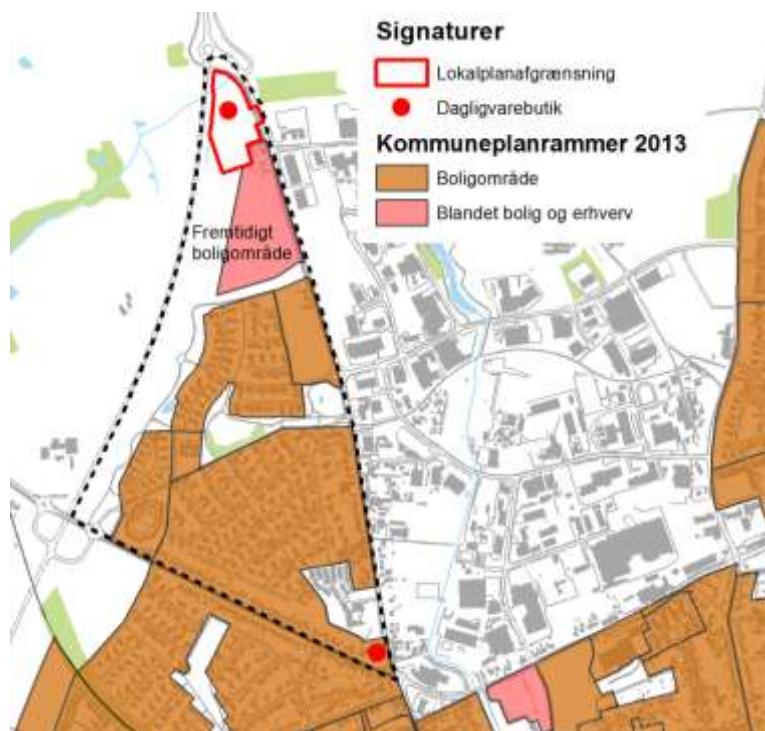 Signaturer
Lokalplanafgrænsning
Dagligvarebutik
Kommuneplanrammer 2013
Boligområde
Blandet bolig og erhverv
Fremtidigt
boligområde